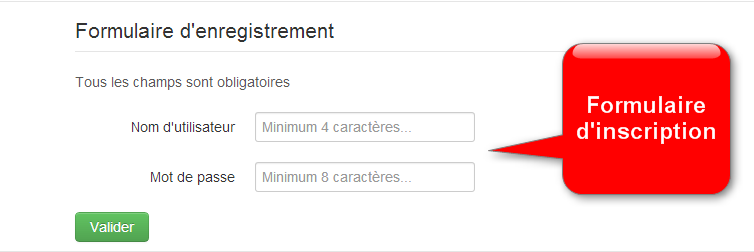 Formulaire d'enregistrement
Tous les champs sont obligatoires
Nom d'utilisateur
Minimum 4 caractères...
Mot de passe
Minimum 8 caractères...
Valider
Formulaire
d'inscription